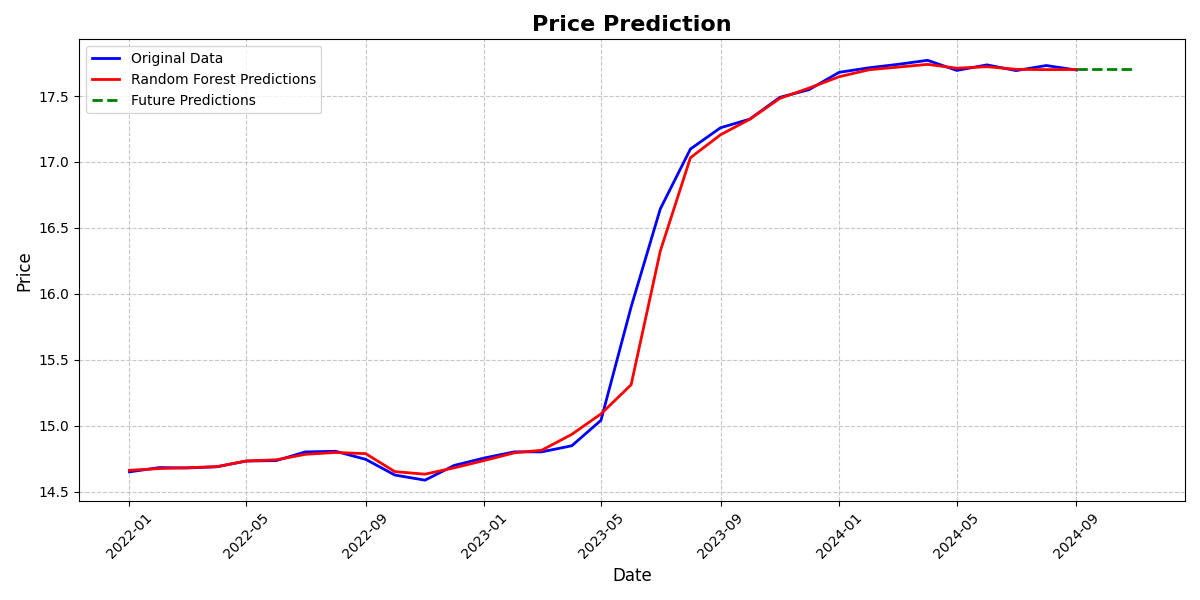 Price Prediction
Original Data
Random Forest Predictions
Future Predictions
Price
17.5
17.0
16.5
16.0
15.5
15.0
14.5
2022-01
2022-05
2022-09
2023-01
2023-05
2023-09
2024-01
2024-05
2024-09
Date